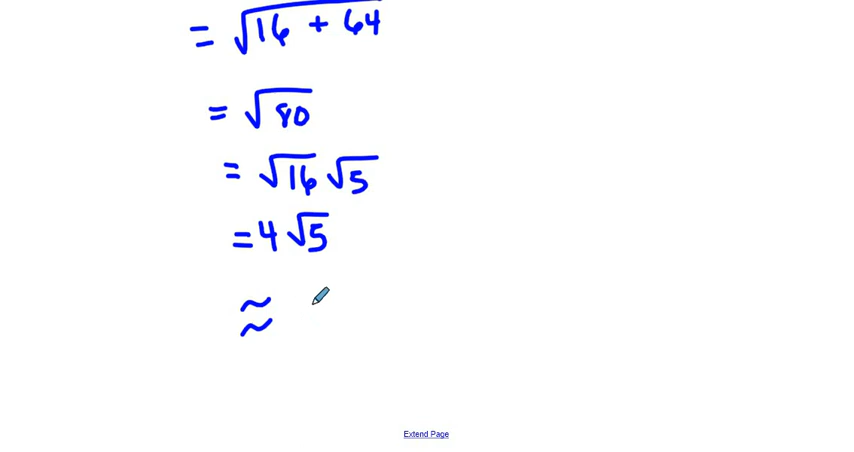 = √16 + 64
= √80
= √16 √5
= 4 √5
≈
Extend Page